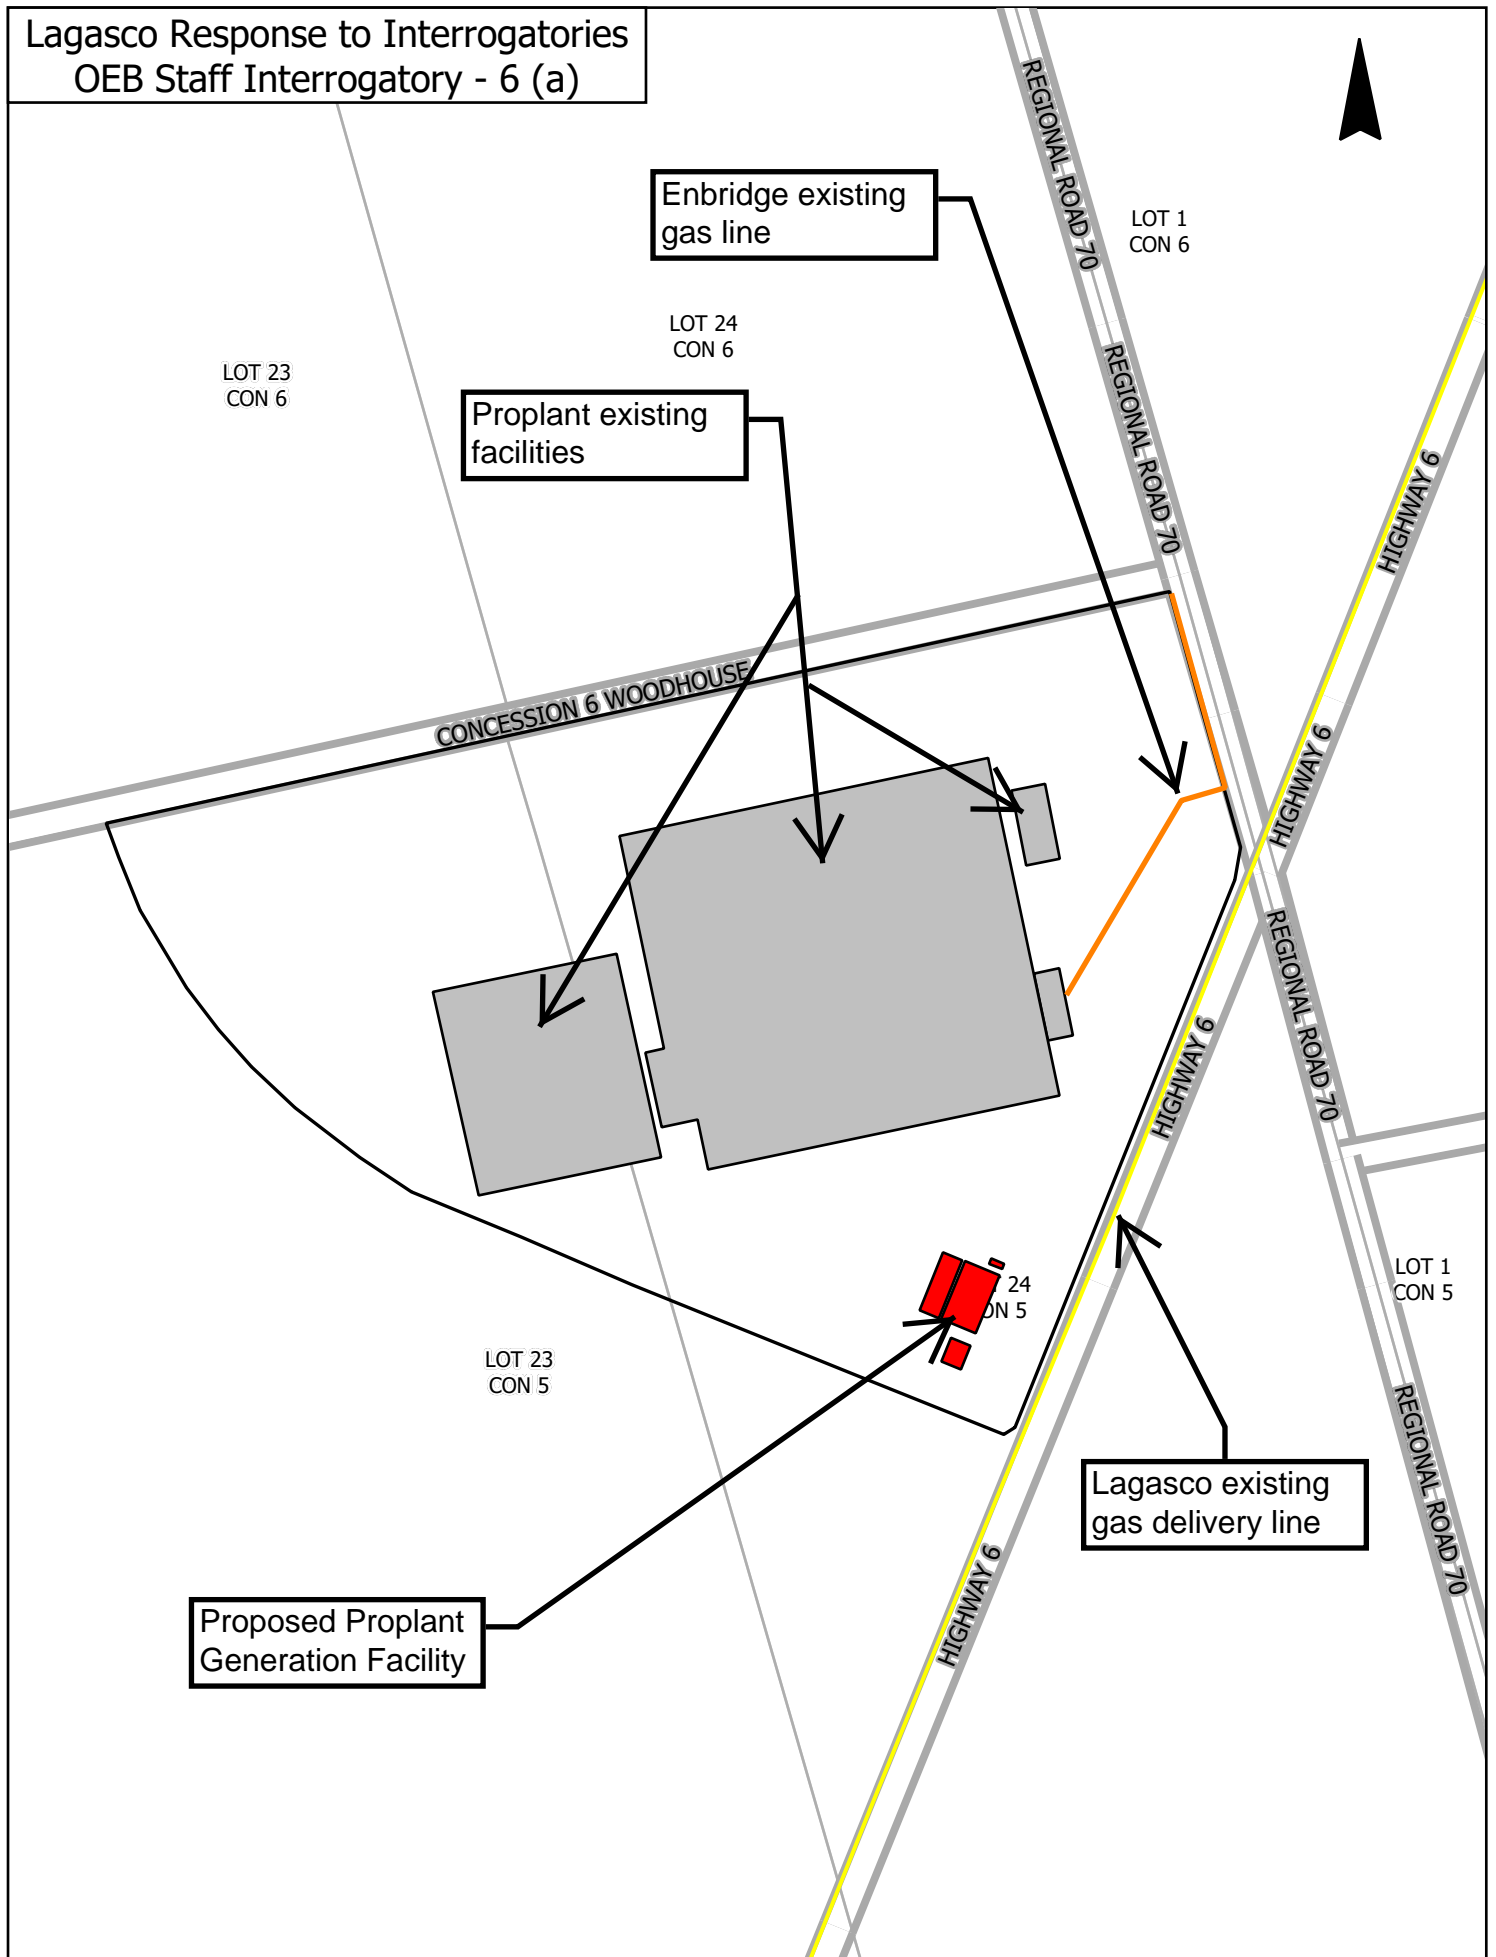 Lagasco Response to Interrogatories
OEB Staff Interrogatory - 6 (a)
REGIONAL ROAD 70
Enbridge existing
gas line
LOT 1
CON 6
LOT 24
CON 6
LOT 23
CON 6
REGIONAL ROAD 70
Proplant existing
facilities
HIGHWAY 6
CONCESSION 6 WOODHOUSE
HIGHWAY 6
REGIONAL ROAD 70
HIGHWAY 6
24
CON 5
LOT 1
CON 5
LOT 23
CON 5
REGIONAL ROAD 70
Lagasco existing
gas delivery line
HIGHWAY 6
Proposed Proplant
Generation Facility